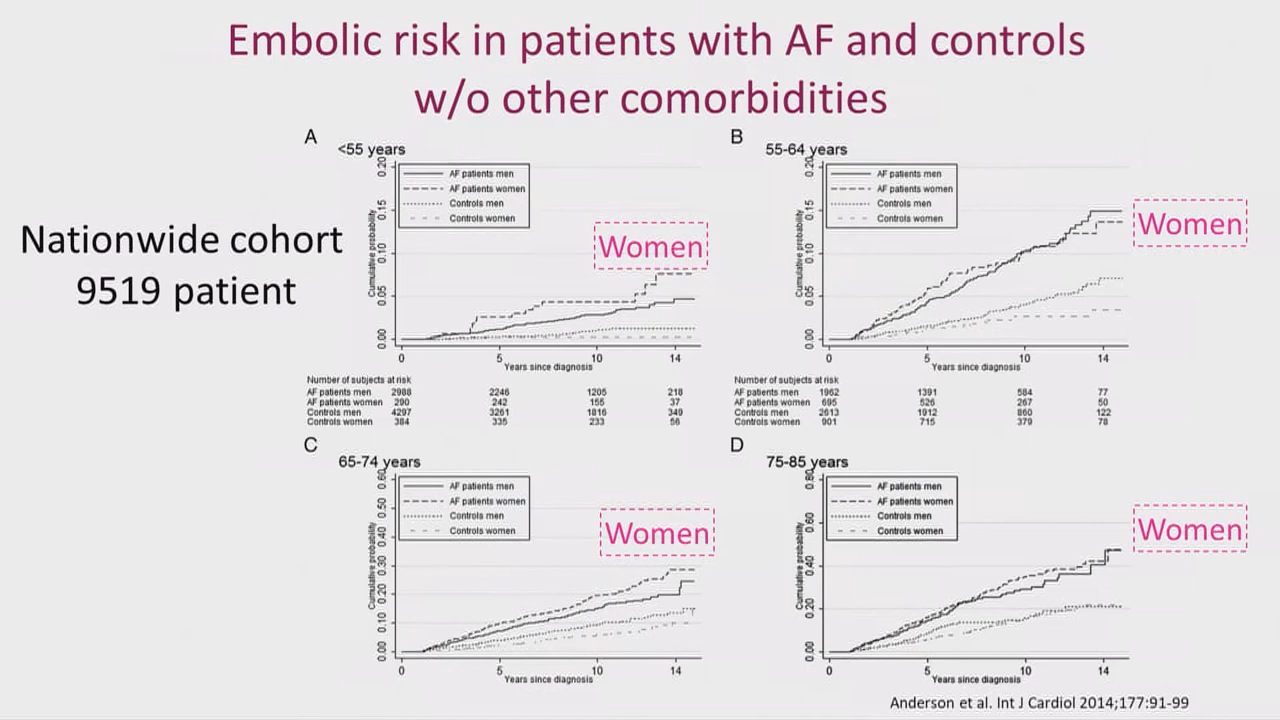 Embolic risk in patients with AF and controls
w/o other comorbidities
Nationwide cohort
9519 patient
A
<55 years
AF patients men
AF patients women
Controls men
Controls women
Women
Cumulative probability
0.00 0.05 0.10 0.15 0.20
0 5 10 14
Years since diagnosis
Number of subjects at risk
AF patients men 2988 2246 1205 218
AF patients women 290 242 155 37
Controls men 4297 3261 1816 349
Controls women 384 335 233 56
B
55-64 years
AF patients men
AF patients women
Controls men
Controls women
Women
Cumulative probability
0.00 0.05 0.10 0.15 0.20
0 5 10 14
Years since diagnosis
Number of subjects at risk
AF patients men 1962 1391 584 77
AF patients women 695 526 267 50
Controls men 2613 1912 860 122
Controls women 901 715 379 78
C
65-74 years
AF patients men
AF patients women
Controls men
Controls women
Women
Cumulative probability
0.00 0.10 0.20 0.30 0.40 0.50 0.60
0 5 10 14
Years since diagnosis
D
75-85 years
AF patients men
AF patients women
Controls men
Controls women
Women
Cumulative probability
0.00 0.20 0.40 0.60 0.80
0 5 10 14
Years since diagnosis
Anderson et al. Int J Cardiol 2014;177:91-99